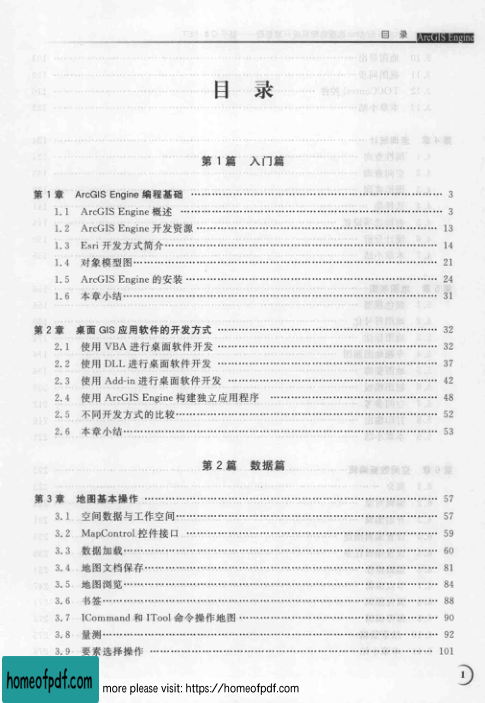 目 录 ArcGIS Engine
目 录
第 1 篇 入门篇
第 1 章 ArcGIS Engine 编程基础 …… 3
1.1 ArcGIS Engine 概述 …… 3
1.2 ArcGIS Engine 开发资源 …… 13
1.3 Esri 开发方式简介 …… 14
1.4 对象模型图 …… 21
1.5 ArcGIS Engine 的安装 …… 24
1.6 本章小结 …… 31
第 2 章 桌面 GIS 应用软件的开发方式 …… 32
2.1 使用 VBA 进行桌面软件开发 …… 32
2.2 使用 DLL 进行桌面软件开发 …… 37
2.3 使用 Add-in 进行桌面软件开发 …… 42
2.4 使用 ArcGIS Engine 构建独立应用程序 …… 48
2.5 不同开发方式的比较 …… 52
2.6 本章小结 …… 53
第 2 篇 数据篇
第 3 章 地图基本操作 …… 57
3.1 空间数据与工作空间 …… 57
3.2 MapControl 控件接口 …… 59
3.3 数据加载 …… 60
3.4 地图文档保存 …… 81
3.5 地图浏览 …… 84
3.6 书签 …… 88
3.7 ICommand 和 ITool 命令操作地图 …… 90
3.8 量测 …… 92
3.9 要素选择操作 …… 101
1
homeofpdf.com more please visit: https://homeofpdf.com